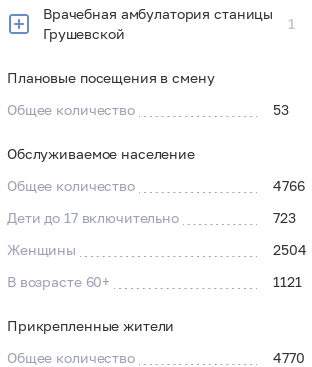 Врачебная амбулатория станицы
Грушевской
1
Плановые посещения в смену
Общее количество 53
Обслуживаемое население
Общее количество 4766
Дети до 17 включительно 723
Женщины 2504
В возрасте 60+ 1121
Прикрепленные жители
Общее количество 4770